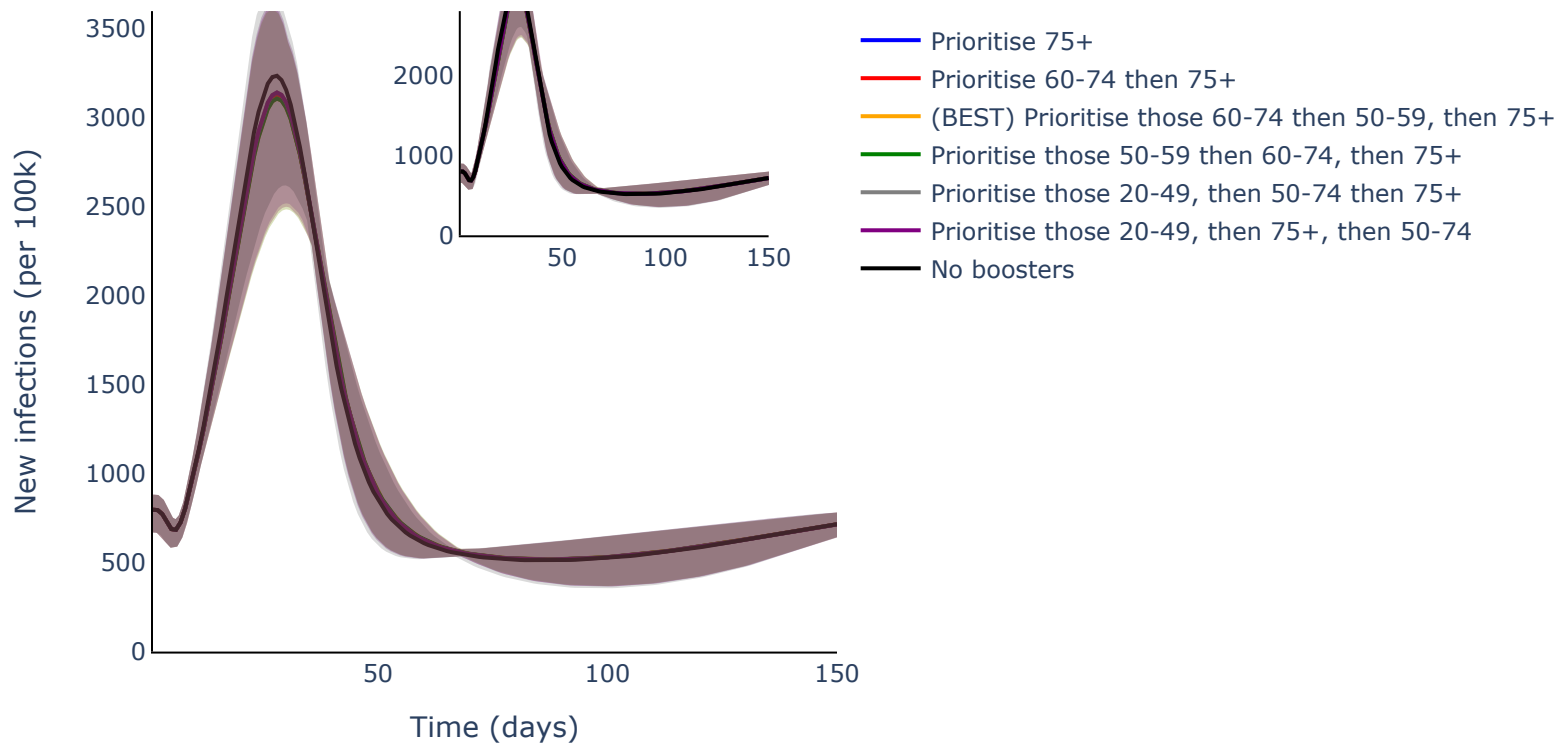 3500
3000
2500
2000
1500
1000
500
0
50
100
150
New infections (per 100k)
Time (days)
2000
1000
0
50
100
150
Prioritise 75+
Prioritise 60-74 then 75+
(BEST) Prioritise those 60-74 then 50-59, then 75+
Prioritise those 50-59 then 60-74, then 75+
Prioritise those 20-49, then 50-74 then 75+
Prioritise those 20-49, then 75+, then 50-74
No boosters